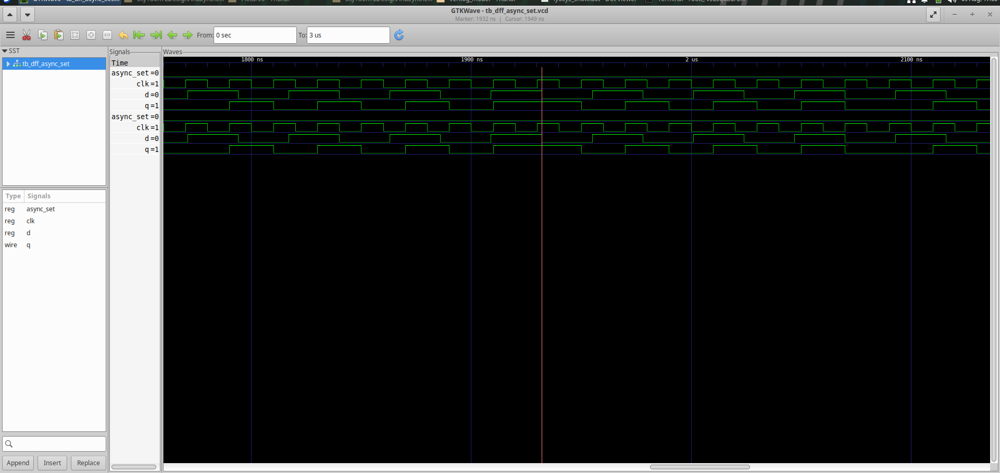 GTKWave - tb_dff_async_set.vcd
Marker: 1932 ns | Cursor: 1949 ns
From: 0 sec To: 3 us
SST
tb_dff_async_set
Type Signals
reg async_set
reg clk
reg d
wire q
Append Insert Replace
Signals
Time
async_set =0
clk =1
d =0
q =1
async_set =0
clk =1
d =0
q =1
Waves
1800 ns 1900 ns 2 us 2100 ns